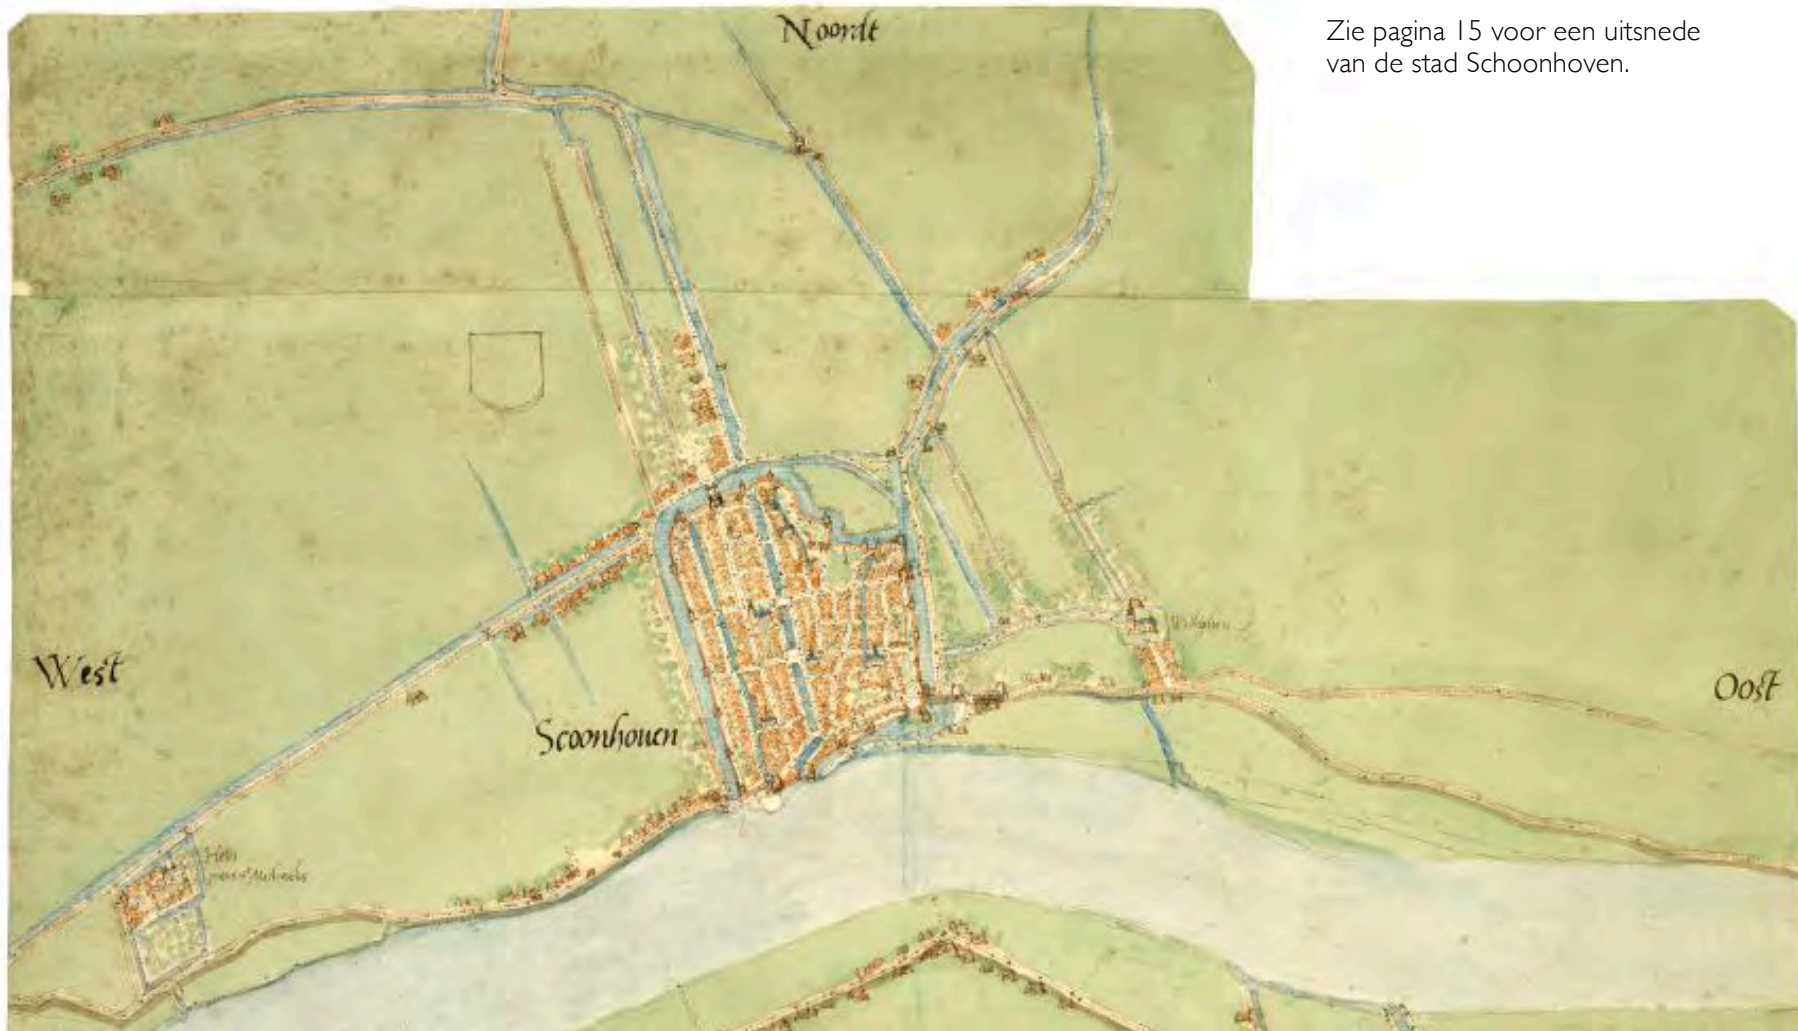 Noordt
Zie pagina 15 voor een uitsnede
van de stad Schoonhoven.
West
Oost
Scoonhouen